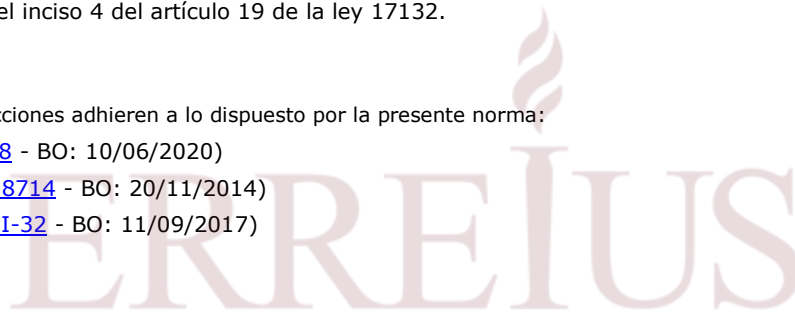 el inciso 4 del artículo 19 de la ley 17132.
cciones adhieren a lo dispuesto por la presente norma:
8 - BO: 10/06/2020)
8714 - BO: 20/11/2014)
I-32 - BO: 11/09/2017)
ERREIUS